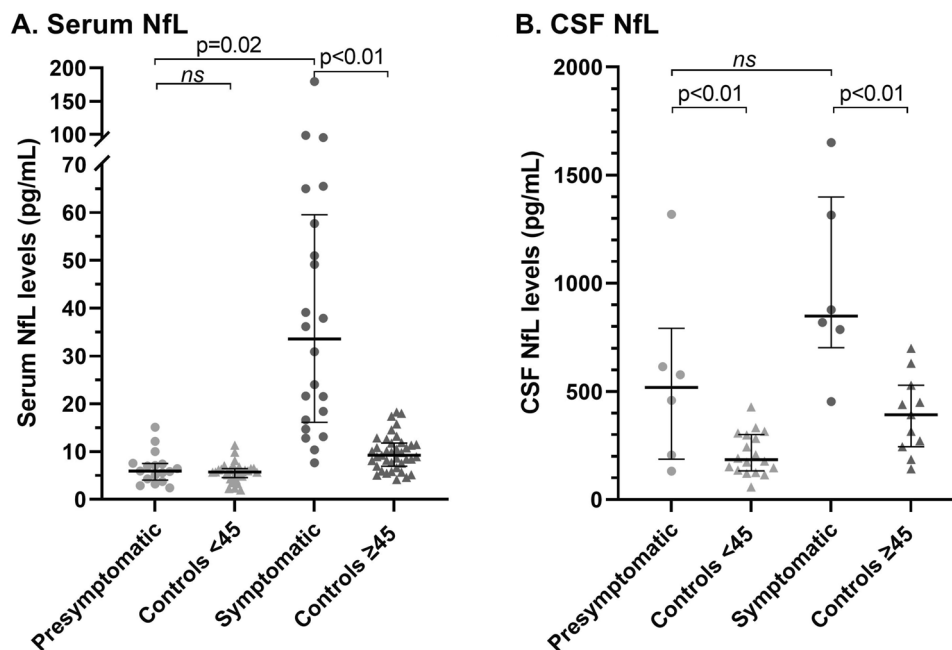 A. Serum NfL
p=0.02
ns
p<0.01
200
150
100
70
60
50
40
30
20
10
0
Serum NfL levels (pg/mL)
Presymptomatic
Controls <45
Symptomatic
Controls ≥45
B. CSF NfL
ns
p<0.01
p<0.01
2000
1500
1000
500
0
CSF NfL levels (pg/mL)
Presymptomatic
Controls <45
Symptomatic
Controls ≥45